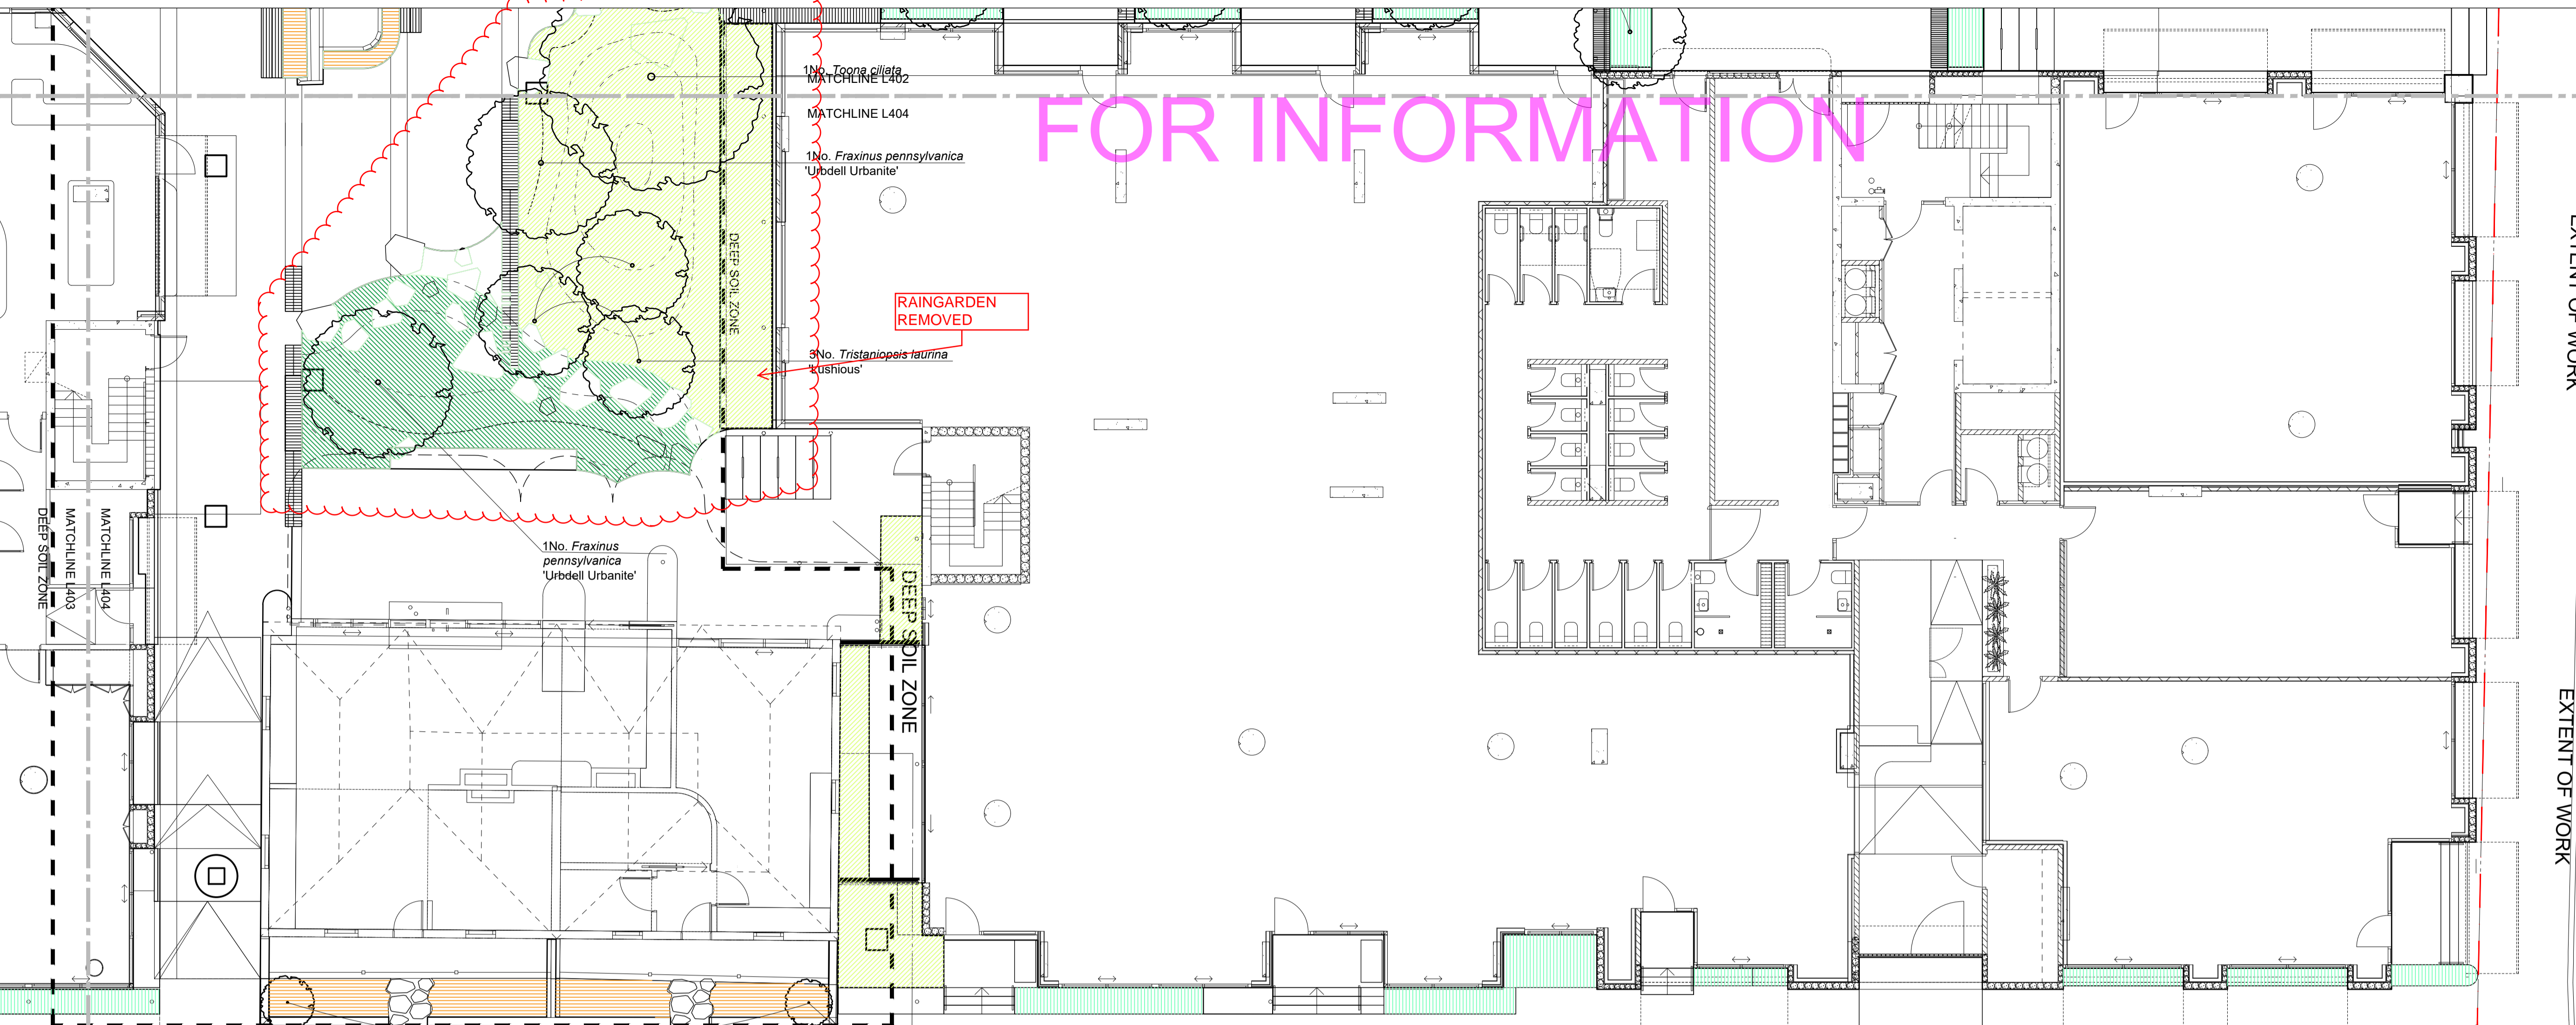 1No. Toona ciliata
MATCHLINE L402
MATCHLINE L404
FOR INFORMATION
1No. Fraxinus pennsylvanica
'Urbdell Urbanite'
DEEP SOIL ZONE
RAINGARDEN
REMOVED
3No. Tristaniopsis laurina
'Lushious'
EXTENT OF WORK
DEEP SOIL ZONE
MATCHLINE L403
MATCHLINE L404
1No. Fraxinus
pennsylvanica
'Urbdell Urbanite'
DEEP SOIL ZONE
EXTENT OF WORK